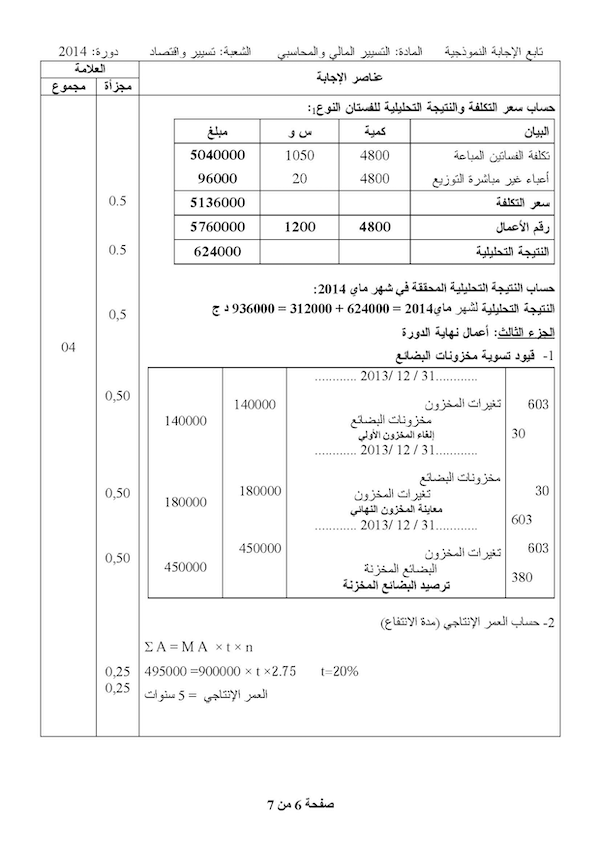 تابع الإجابة النموذجية المادة: التسيير المالي والمحاسبي الشعبة: تسيير واقتصاد دورة: 2014
عناصر الإجابة العلامة
مجزأة مجموع
حساب سعر التكلفة والنتيجة التحليلية للفستان النوع1:
البيان كمية س و مبلغ
تكلفة الفساتين المباعة 4800 1050 5040000
أعباء غير مباشرة التوزيع 4800 20 96000
سعر التكلفة 5136000 0.5
رقم الأعمال 4800 1200 5760000
النتيجة التحليلية 624000 0.5
حساب النتيجة التحليلية المحققة في شهر ماي 2014:
النتيجة التحليلية لشهر ماي2014 = 624000 + 312000 = 936000 د ج 0,5
الجزء الثالث: أعمال نهاية الدورة
04
1- قيود تسوية مخزونات البضائع
............ 2013/ 12 / 31............
603 تغيرات المخزون 140000 0,50
30 مخزونات البضائع 140000
إلغاء المخزون الأولي
............ 2013/ 12 / 31............
مخزونات البضائع
30 تغيرات المخزون 180000 180000 0,50
603 معاينة المخزون النهائي
............ 2013/ 12 / 31............
603 تغيرات المخزون 450000 0,50
380 البضائع المخزنة 450000
ترصيد البضائع المخزنة
2- حساب العمر الإنتاجي (مدة الانتفاع)
Σ A = M A × t × n
495000 =900000 × t ×2.75 t=20% 0,25
العمر الإنتاجي = 5 سنوات 0,25
صفحة 6 من 7